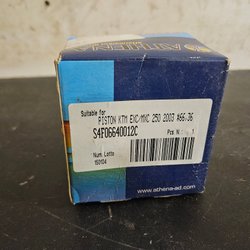 ATHENA
Suitable for
PISTON KTM EXC/MXC 250 2003 A66.36
S4F06640012C
Pcs. N.: 1
Num. Lotto
150104
www.athena-ad.com